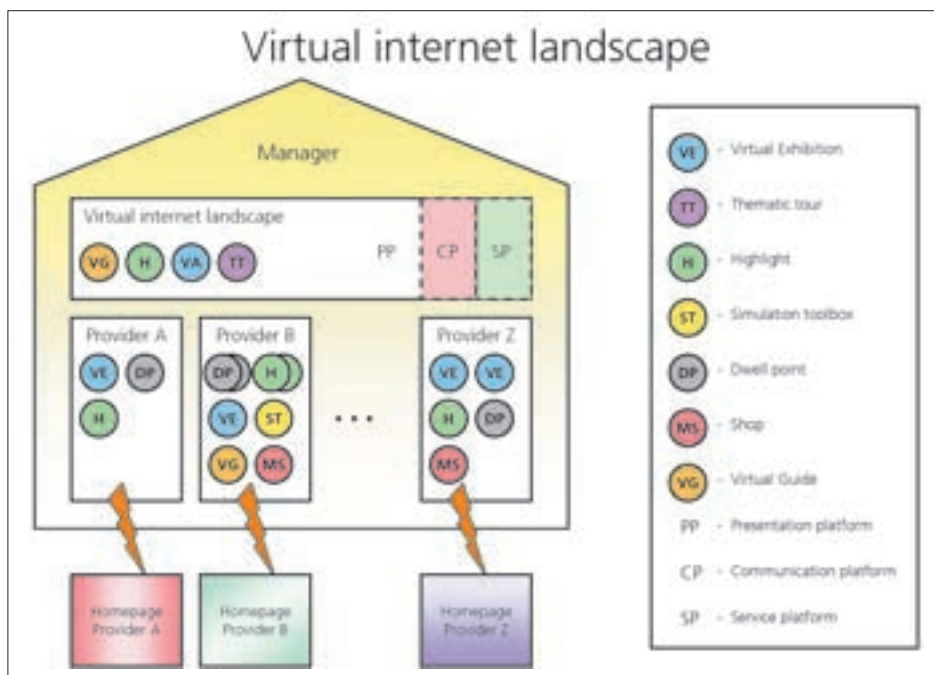 Virtual internet landscape
Manager
Virtual internet landscape
VG H VA TT PP CP SP
Provider A
VE DP
H
Provider B
DP H
VE ST
VG MS
...
Provider Z
VE VE
H DP
MS
Homepage
Provider A
Homepage
Provider B
Homepage
Provider Z
VE - Virtual Exhibition
TT - Thematic tour
H - Highlight
ST - Simulation toolbox
DP - Dwell point
MS - Shop
VG - Virtual Guide
PP - Presentation platform
CP - Communication platform
SP - Service platform